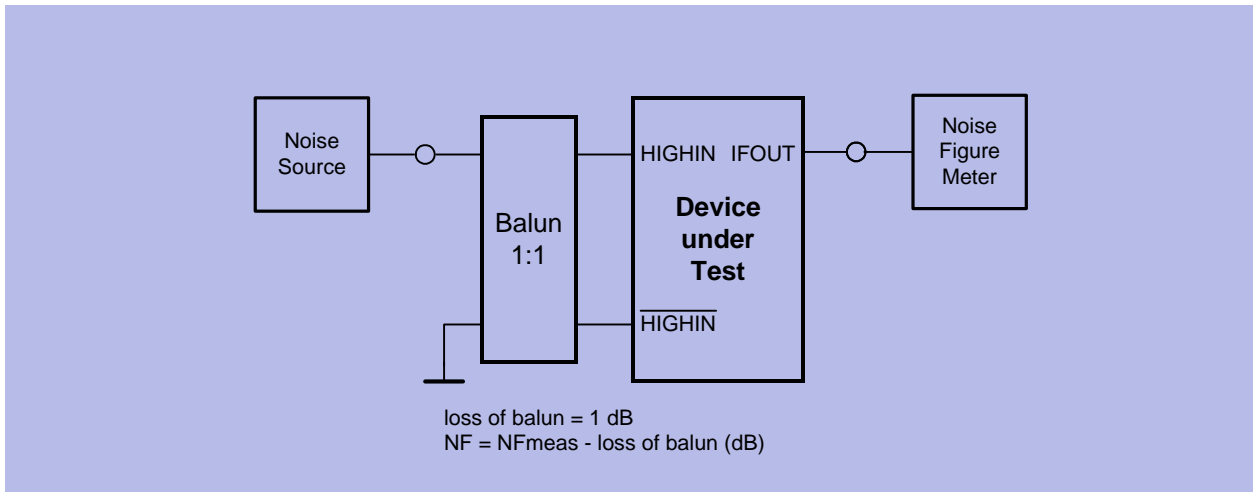 Noise
Source
Balun
1:1
HIGHIN IFOUT
Device
under
Test
HIGHIN
Noise
Figure
Meter
loss of balun = 1 dB
NF = NFmeas - loss of balun (dB)